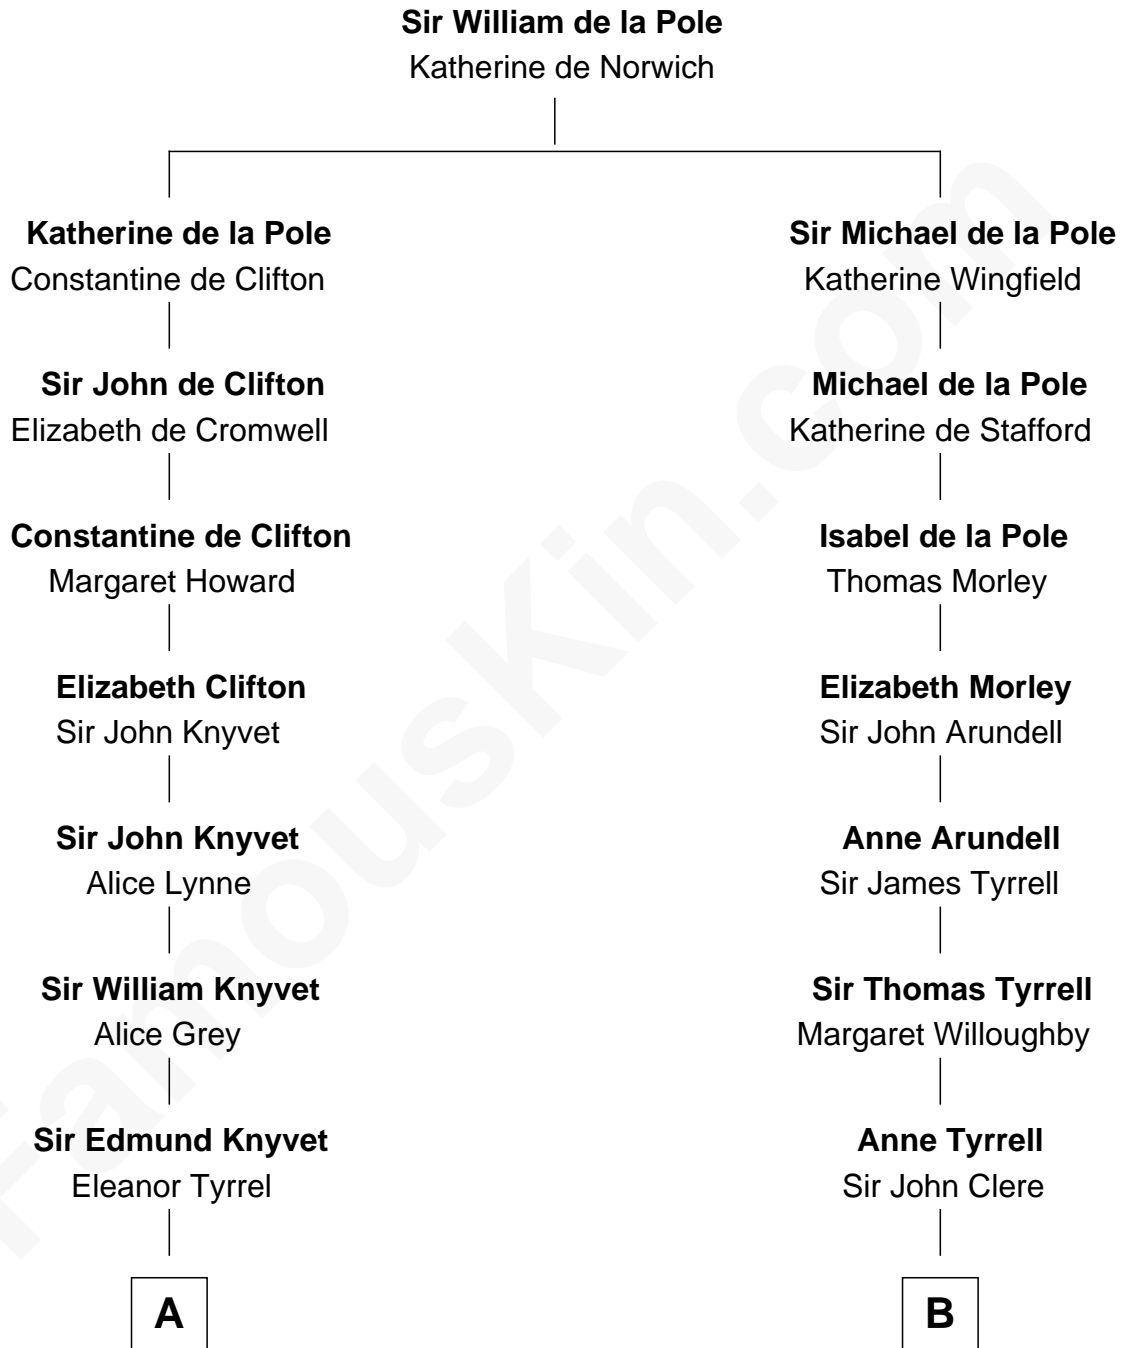 Sir William de la Pole
Katherine de Norwich
Katherine de la Pole
Constantine de Clifton
Sir Michael de la Pole
Katherine Wingfield
Sir John de Clifton
Elizabeth de Cromwell
Michael de la Pole
Katherine de Stafford
Constantine de Clifton
Margaret Howard
Isabel de la Pole
Thomas Morley
Elizabeth Clifton
Sir John Knyvet
Elizabeth Morley
Sir John Arundell
Sir John Knyvet
Alice Lynne
Anne Arundell
Sir James Tyrrell
Sir William Knyvet
Alice Grey
Sir Thomas Tyrrell
Margaret Willoughby
Sir Edmund Knyvet
Eleanor Tyrrel
Anne Tyrrell
Sir John Clere
A
B
FamousKin.com